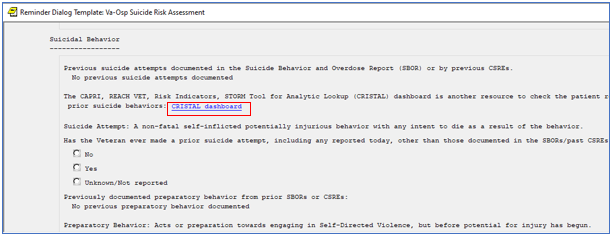 Reminder Dialog Template: Va-Osp Suicide Risk Assessment
Suicidal Behavior
-----------------
Previous suicide attempts documented in the Suicide Behavior and Overdose Report (SBOR) or by previous CSREs.
No previous suicide attempts documented
The CAPRI, REACH VET, Risk Indicators, STORM Tool for Analytic Lookup (CRISTAL) dashboard is another resource to check the patient r
prior suicide behaviors: CRISTAL dashboard
Suicide Attempt: A non-fatal self-inflicted potentially injurious behavior with any intent to die as a result of the behavior.
Has the Veteran ever made a prior suicide attempt, including any reported today, other than those documented in the SBORs/past CSREs
No
Yes
Unknown/Not reported
Previously documented preparatory behavior from prior SBORs or CSREs:
No previous preparatory behavior documented
Preparatory Behavior: Acts or preparation towards engaging in Self-Directed Violence, but before potential for injury has begun.